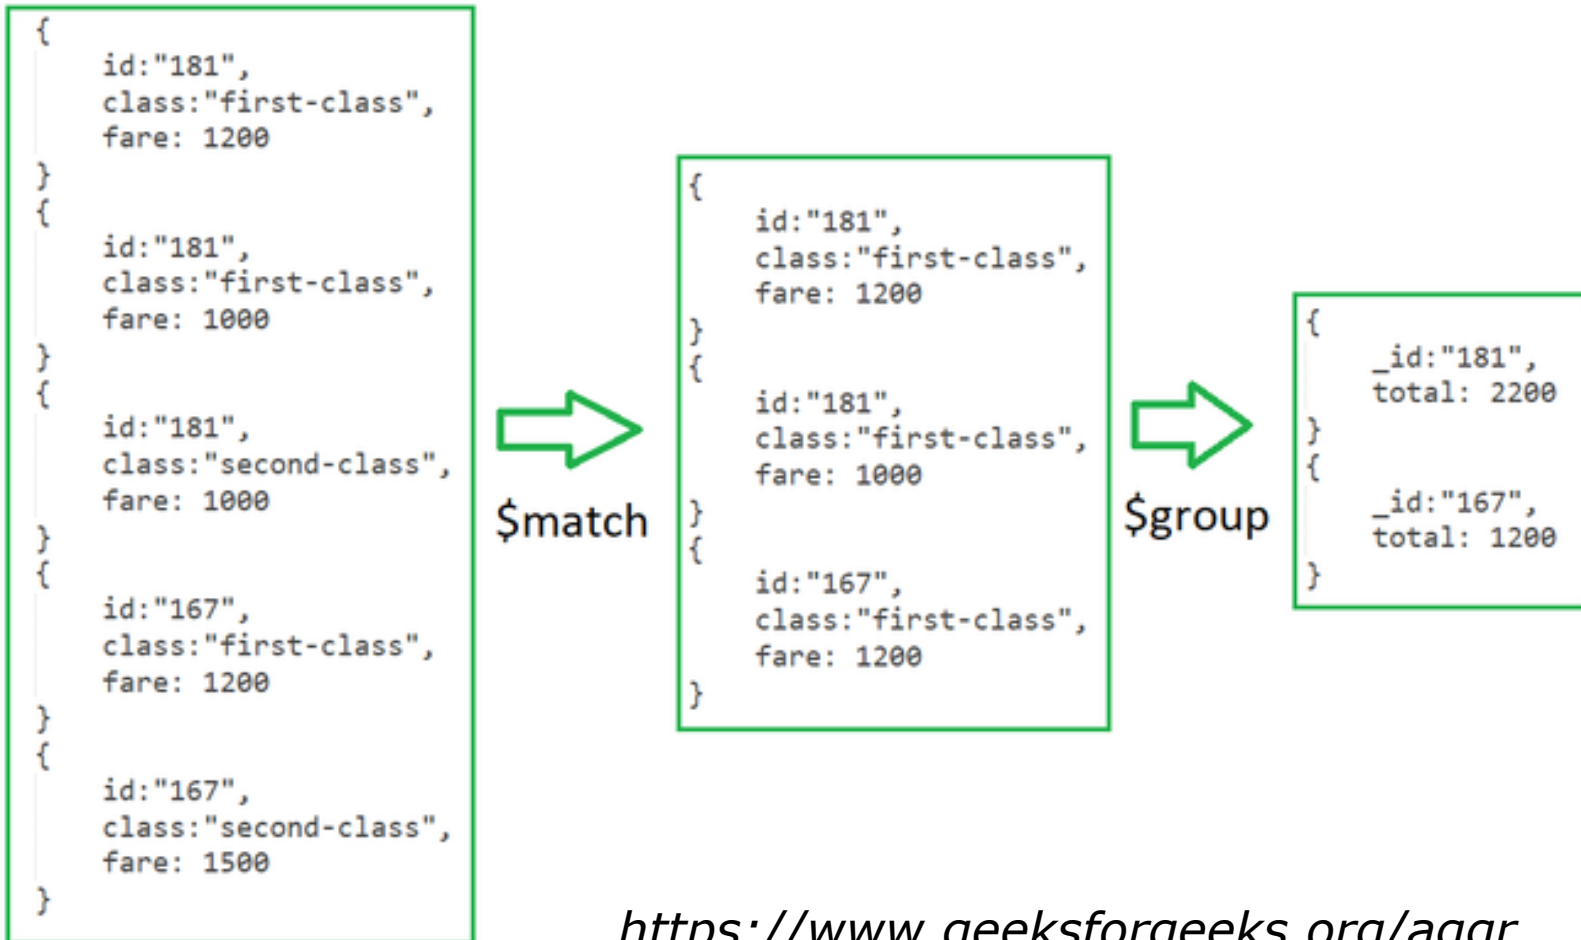 {
id:"181",
class:"first-class",
fare: 1200
}
{
id:"181",
class:"first-class",
fare: 1000
}
{
id:"181",
class:"second-class",
fare: 1000
}
{
id:"167",
class:"first-class",
fare: 1200
}
{
id:"167",
class:"second-class",
fare: 1500
}
$match
{
id:"181",
class:"first-class",
fare: 1200
}
{
id:"181",
class:"first-class",
fare: 1000
}
{
id:"167",
class:"first-class",
fare: 1200
}
$group
{
_id:"181",
total: 2200
}
{
_id:"167",
total: 1200
}
https://www.geeksforgeeks.org/aggr